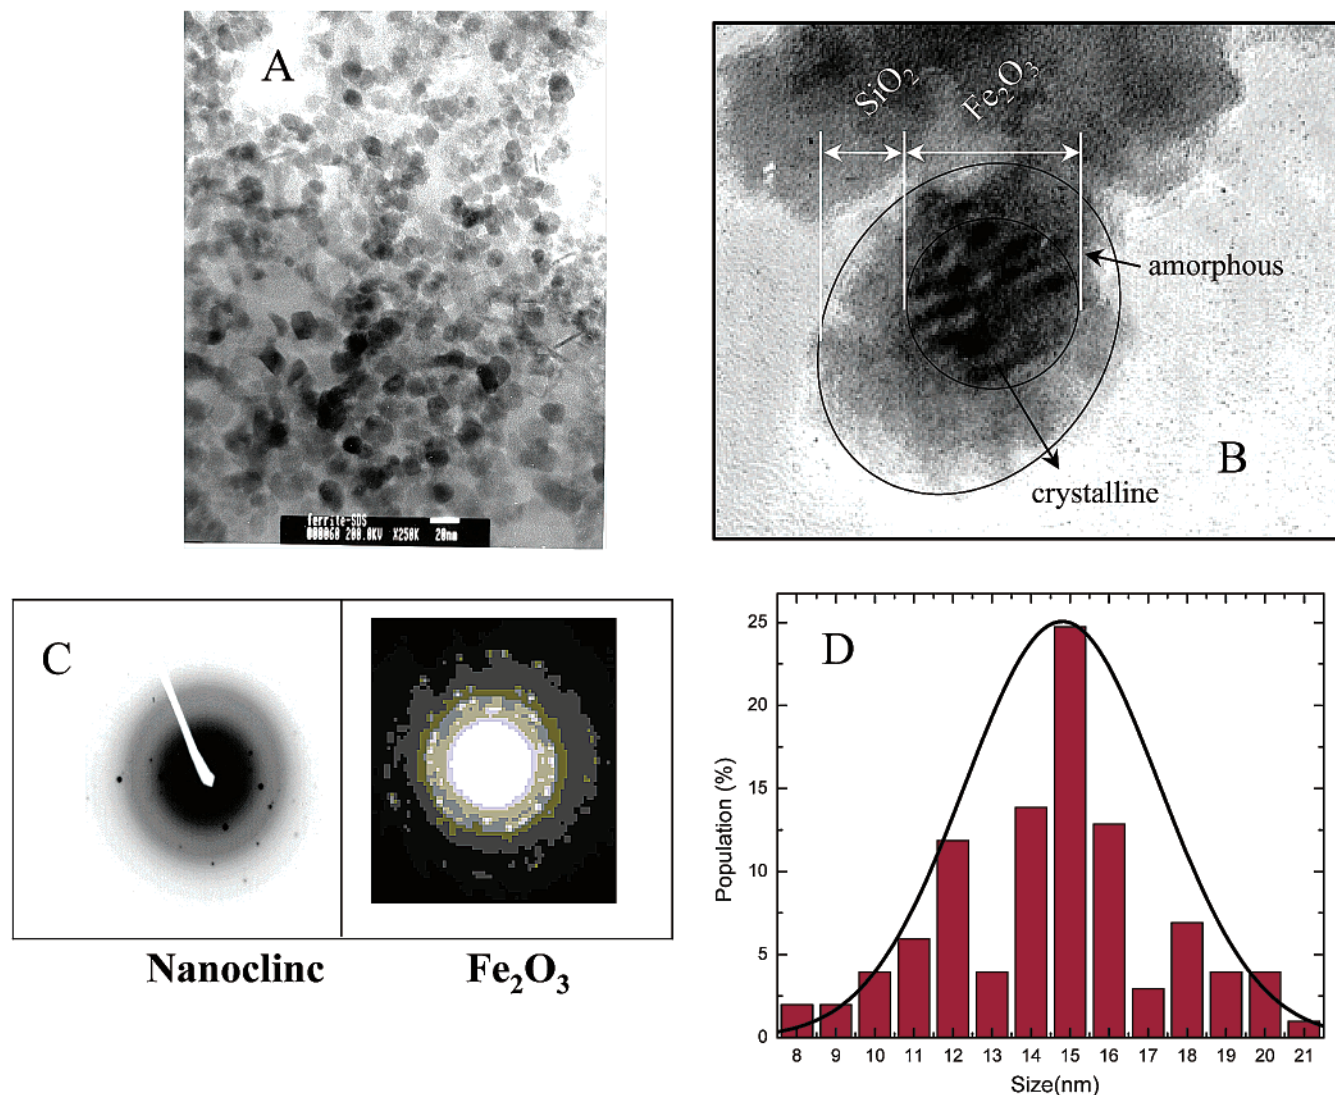 A
ferrite-SDS
000060 200.0KV X250K 20nm
SiO₂
Fe₂O₃
amorphous
crystalline
B
C
Nanoclinc
Fe₂O₃
D
Population (%)
25
20
15
10
5
0
8 9 10 11 12 13 14 15 16 17 18 19 20 21
Size(nm)